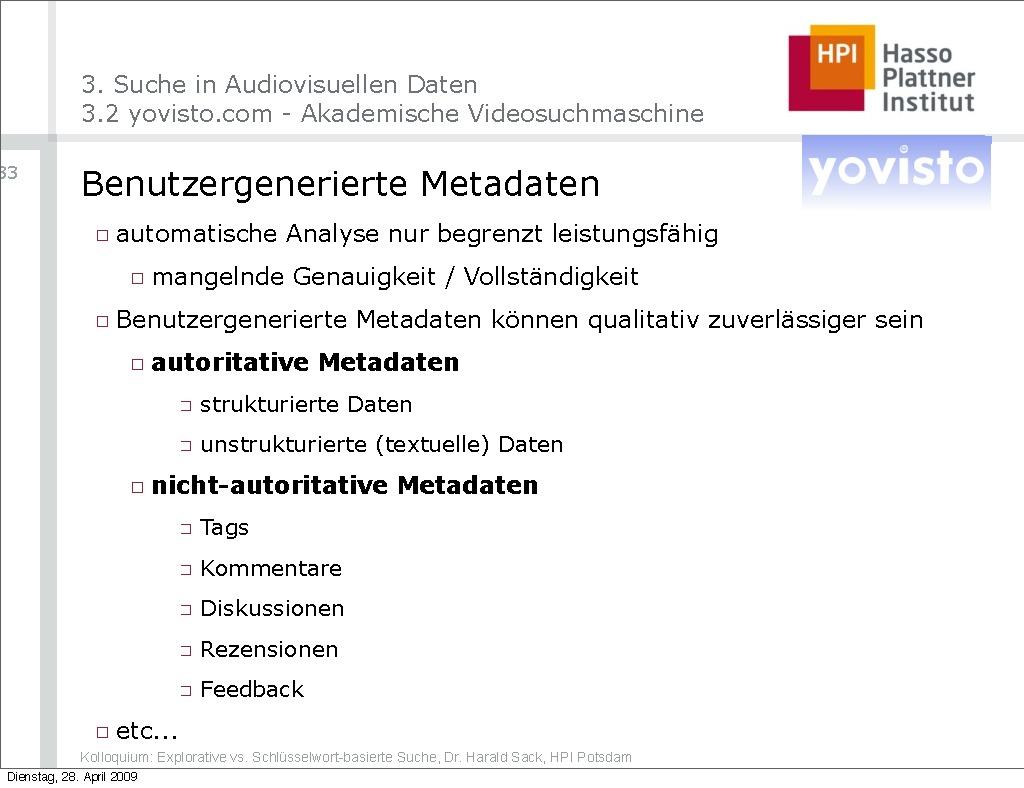 3. Suche in Audiovisuellen Daten
3.2 yovisto.com - Akademische Videosuchmaschine
HPI
Hasso
Plattner
Institut
yovisto
33
Benutzergenerierte Metadaten
automatische Analyse nur begrenzt leistungsfähig
mangelnde Genauigkeit / Vollständigkeit
Benutzergenerierte Metadaten können qualitativ zuverlässiger sein
autoritative Metadaten
strukturierte Daten
unstrukturierte (textuelle) Daten
nicht-autoritative Metadaten
Tags
Kommentare
Diskussionen
Rezensionen
Feedback
etc...
Kolloquium: Explorative vs. Schlüsselwort-basierte Suche, Dr. Harald Sack, HPI Potsdam
Dienstag, 28. April 2009